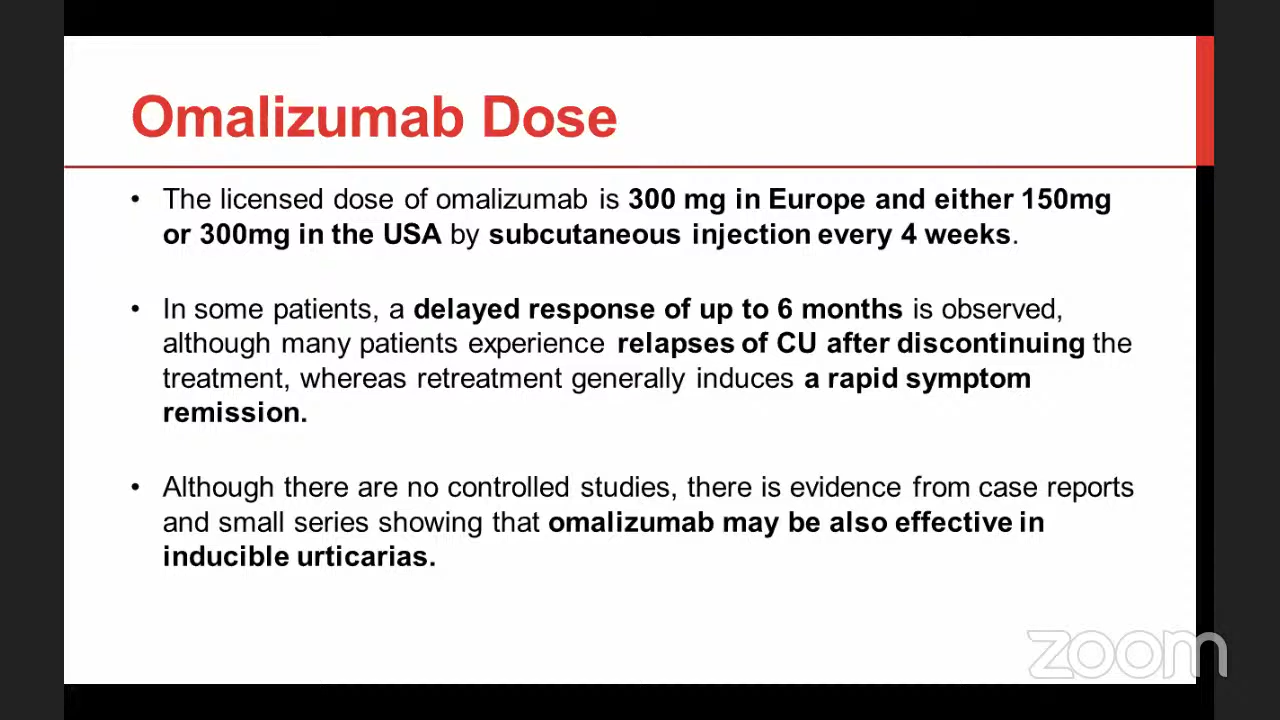 Omalizumab Dose
• The licensed dose of omalizumab is 300 mg in Europe and either 150mg
or 300mg in the USA by subcutaneous injection every 4 weeks.
• In some patients, a delayed response of up to 6 months is observed,
although many patients experience relapses of CU after discontinuing the
treatment, whereas retreatment generally induces a rapid symptom
remission.
• Although there are no controlled studies, there is evidence from case reports
and small series showing that omalizumab may be also effective in
inducible urticarias.
zoom